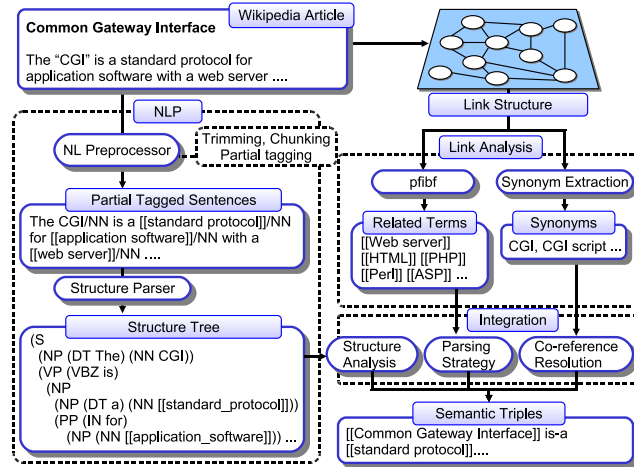 Wikipedia Article
Common Gateway Interface
The “CGI” is a standard protocol for
application software with a web server ....
Link Structure
NLP
NL Preprocessor
Trimming, Chunking
Partial tagging
Partial Tagged Sentences
The CGI/NN is a [[standard protocol]]/NN
for [[application software]]/NN with a
[[web server]]/NN ....
Structure Parser
Structure Tree
(S
(NP (DT The) (NN CGI))
(VP (VBZ is)
(NP
(NP (DT a) (NN [[standard_protocol]]))
(PP (IN for)
(NP (NN [[application_software]])) ...
Link Analysis
pfibf
Synonym Extraction
Related Terms
[[Web server]]
[[HTML]] [[PHP]]
[[Perl]] [[ASP]] ...
Synonyms
CGI, CGI script ...
Integration
Structure
Analysis
Parsing
Strategy
Co-reference
Resolution
Semantic Triples
[[Common Gateway Interface]] is-a
[[standard protocol]]....